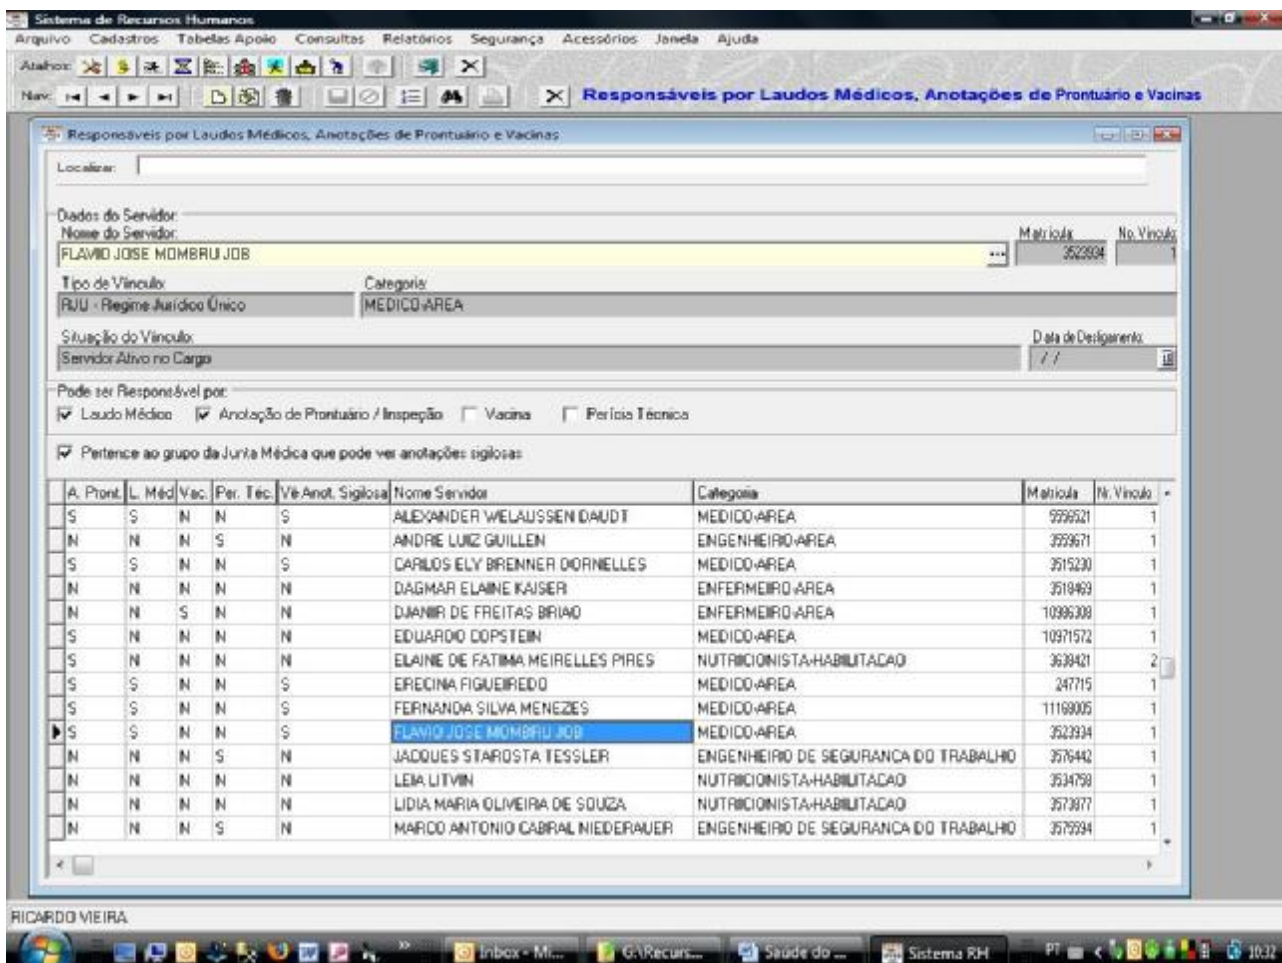 Sistema de Recursos Humanos
Arquivo Cadastros Tabelas Apoio Consultas Relatórios Segurança Acessórios Janela Ajuda
Atalhos:
Nav: Responsáveis por Laudos Médicos, Anotações de Prontuário e Vacinas
Responsáveis por Laudos Médicos, Anotações de Prontuário e Vacinas
Localizar:
Dados do Servidor:
Nome do Servidor: Matrícula: No. Vínculo:
FLAVIO JOSE MOMBRU JOB ... 3523934 1
Tipo de Vínculo: Categoria:
RJU - Regime Jurídico Único MEDICO-AREA
Situação do Vínculo: Data de Desligamento:
Servidor Ativo no Cargo / /
Pode ser Responsável por:
Laudo Médico Anotação de Prontuário / Inspeção Vacina Perícia Técnica
Pertence ao grupo da Junta Médica que pode ver anotações sigilosas
A. Pront. L. Méd Vac. Per. Téc. Vê Anot. Sigilosa Nome Servidor Categoria Matrícula Nr. Vínculo
S S N N S ALEXANDER WELAUSSEN DAUDT MEDICO-AREA 5556521 1
N N N S N ANDRE LUIZ GUILLEN ENGENHEIRO-AREA 3559671 1
S S N N S CARLOS ELY BRENNER DORNELLES MEDICO-AREA 3515230 1
N N N N N DAGMAR ELAINE KAISER ENFERMEIRO-AREA 3518469 1
N N S N N DJANIR DE FREITAS BRIAO ENFERMEIRO-AREA 10986308 1
S N N N N EDUARDO COPSTEIN MEDICO-AREA 10971572 1
S N N N N ELAINE DE FATIMA MEIRELLES PIRES NUTRICIONISTA-HABILITACAO 3638421 2
S S N N S ERECINA FIGUEIREDO MEDICO-AREA 247715 1
S S N N S FERNANDA SILVA MENEZES MEDICO-AREA 11168005 1
S S N N S FLAVIO JOSE MOMBRU JOB MEDICO-AREA 3523934 1
N N N S N JACQUES STAROSTA TESSLER ENGENHEIRO DE SEGURANCA DO TRABALHO 3576442 1
N N N N N LEIA LITVIN NUTRICIONISTA-HABILITACAO 3534758 1
N N N N N LIDIA MARIA OLIVEIRA DE SOUZA NUTRICIONISTA-HABILITACAO 3573877 1
N N N S N MARCO ANTONIO CABRAL NIEDERAUER ENGENHEIRO DE SEGURANCA DO TRABALHO 1
RICARDO VIEIRA
Inbox - Mi... G:\Recurs... Saúde do ... Sistema RH PT 10:32